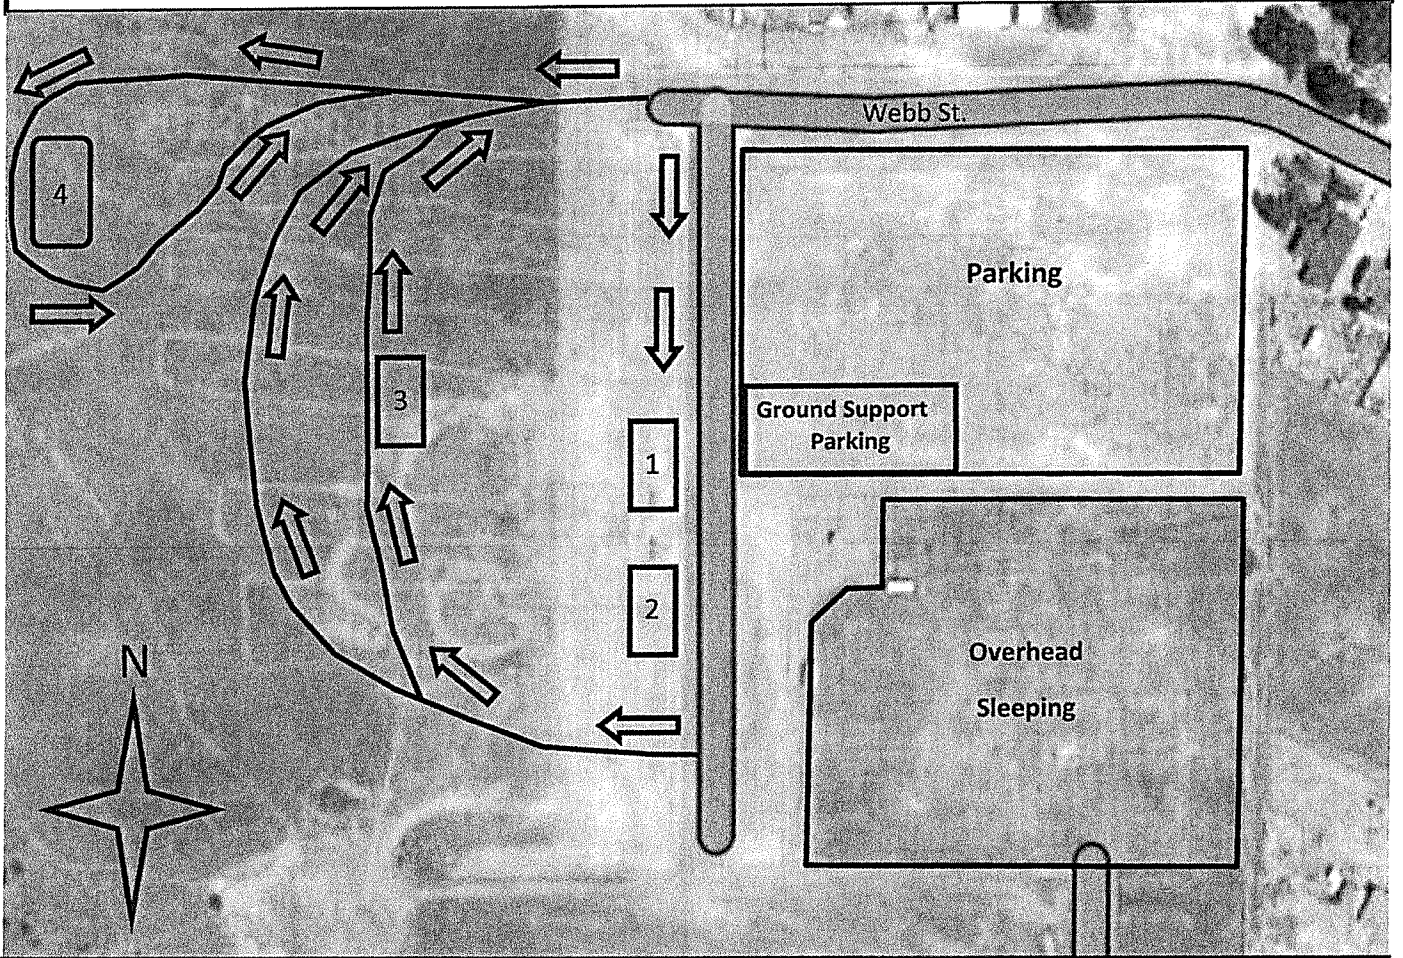 Webb St.
4
Parking
3
Ground Support
Parking
1
2
Overhead
Sleeping
N